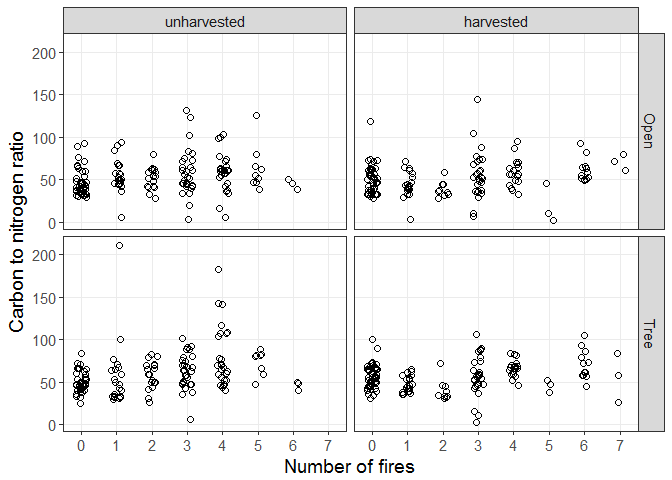 unharvested
harvested
200
150
100
50
0
Open
200
150
100
50
0
Tree
Carbon to nitrogen ratio
0 1 2 3 4 5 6 7
0 1 2 3 4 5 6 7
Number of fires